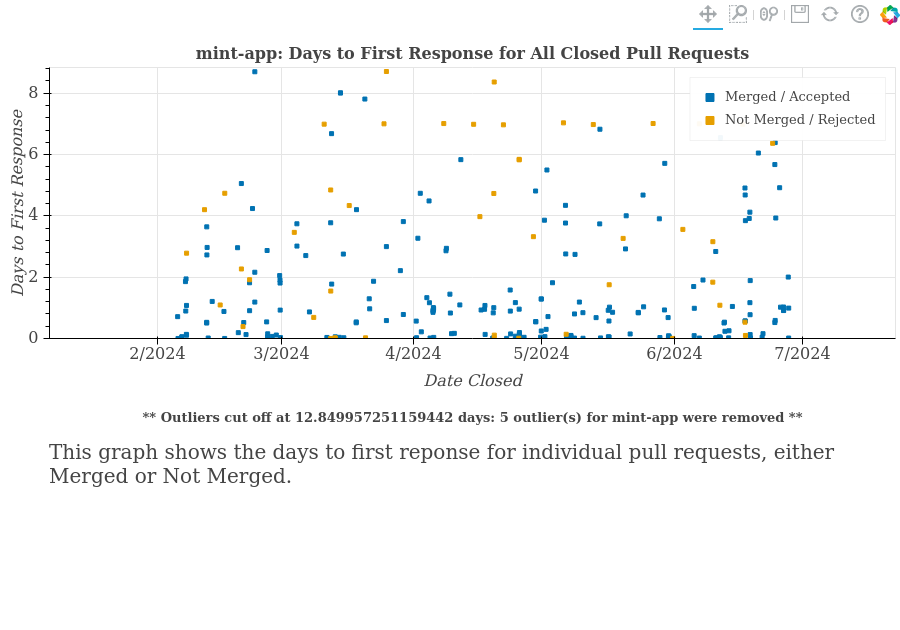 mint-app: Days to First Response for All Closed Pull Requests
Days to First Response
8
6
4
2
0
Merged / Accepted
Not Merged / Rejected
2/2024 3/2024 4/2024 5/2024 6/2024 7/2024
Date Closed
** Outliers cut off at 12.849957251159442 days: 5 outlier(s) for mint-app were removed **
This graph shows the days to first reponse for individual pull requests, either
Merged or Not Merged.